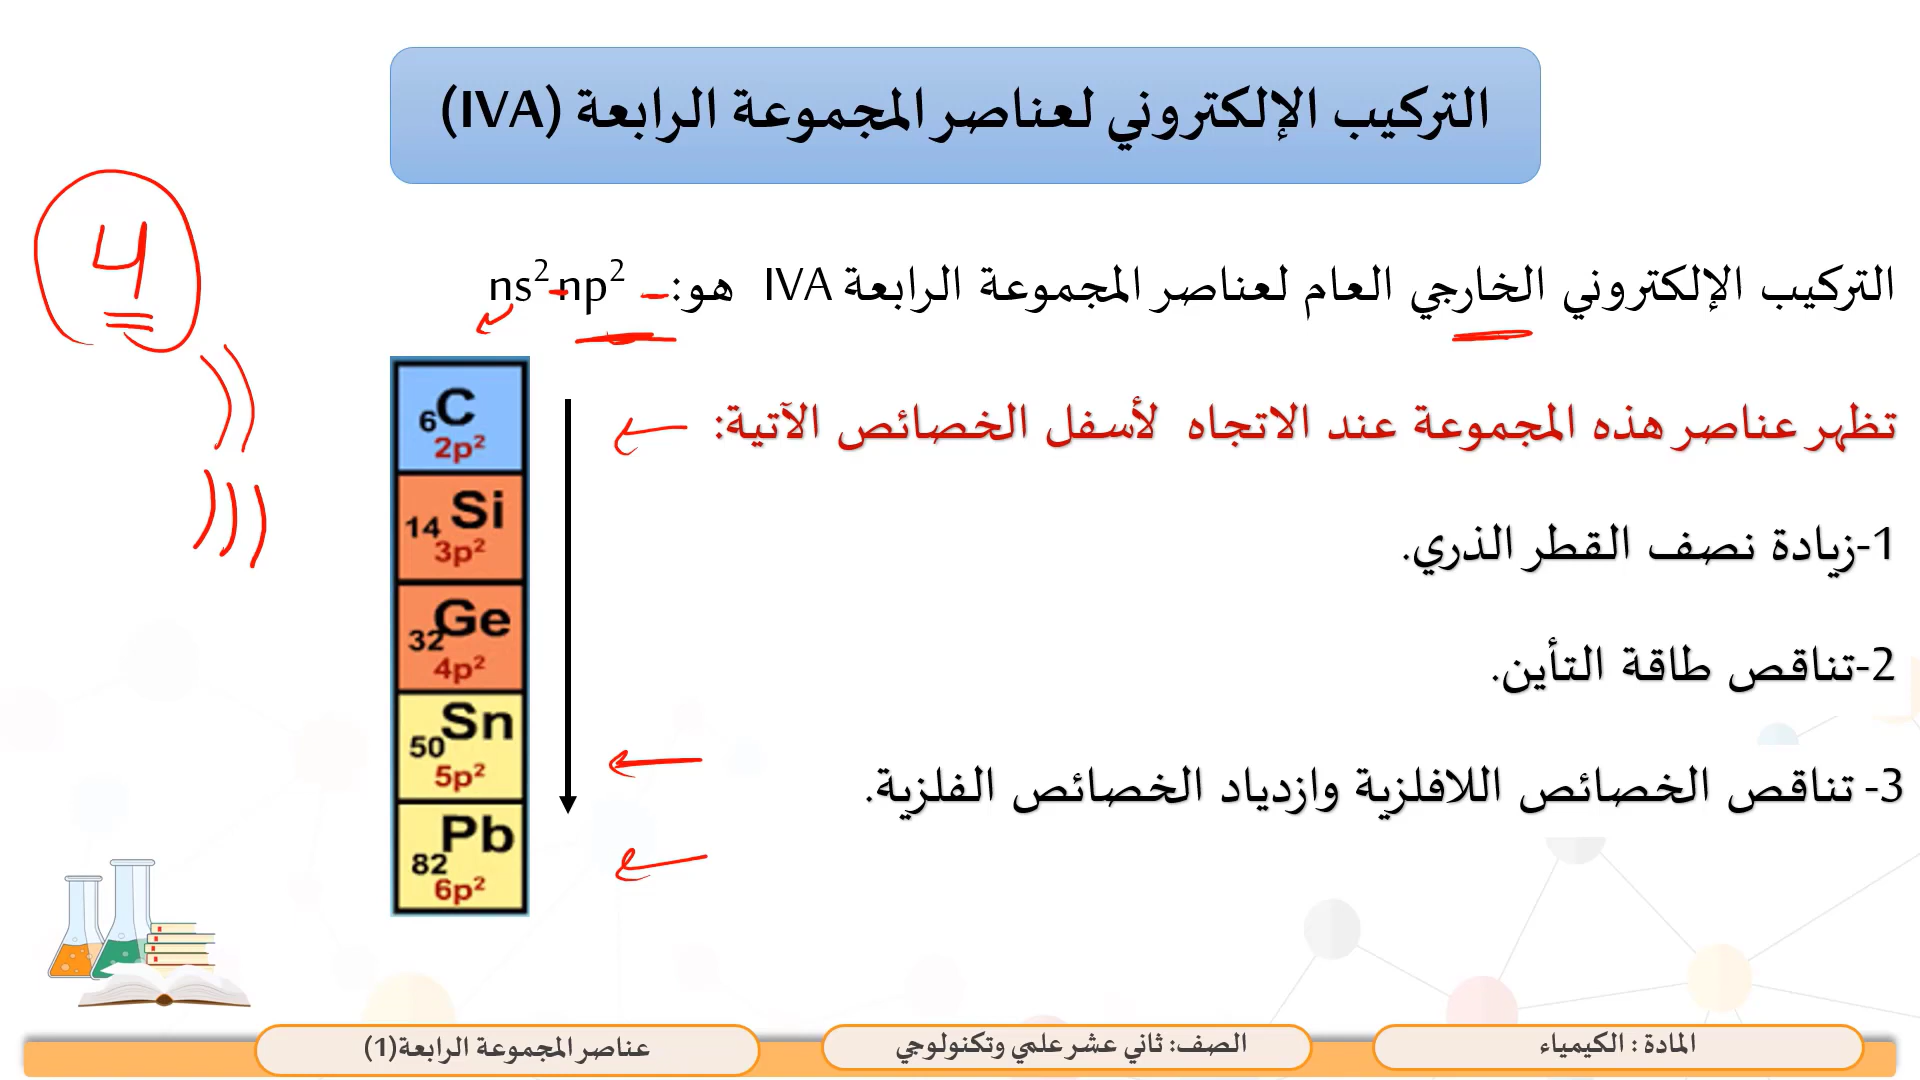 التركيب الإلكتروني لعناصر المجموعة الرابعة (IVA)
4
التركيب الإلكتروني الخارجي العام لعناصر المجموعة الرابعة IVA هو: ns² np²
تظهر عناصر هذه المجموعة عند الاتجاه لأسفل الخصائص الآتية:
1-زيادة نصف القطر الذري.
2-تناقص طاقة التأين.
3- تناقص الخصائص اللافلزية وازدياد الخصائص الفلزية.
6C
2p²
14Si
3p²
32Ge
4p²
50Sn
5p²
82Pb
6p²
المادة : الكيمياء
الصف: ثاني عشر علمي وتكنولوجي
عناصر المجموعة الرابعة(1)